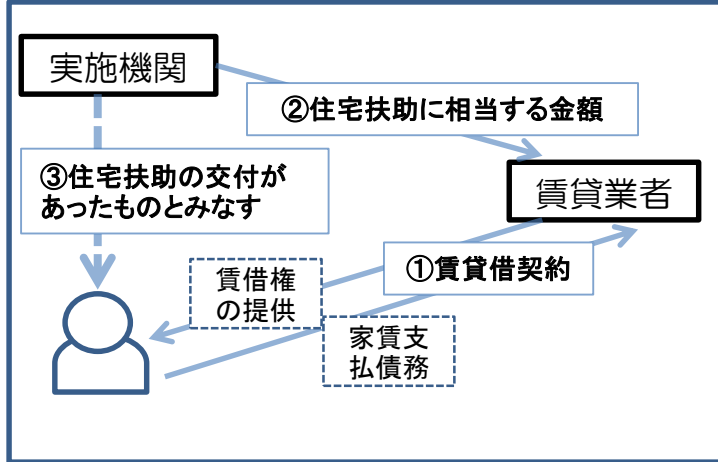 実施機関
②住宅扶助に相当する金額
③住宅扶助の交付が
あったものとみなす
賃貸業者
①賃貸借契約
賃借権
の提供
家賃支
払債務